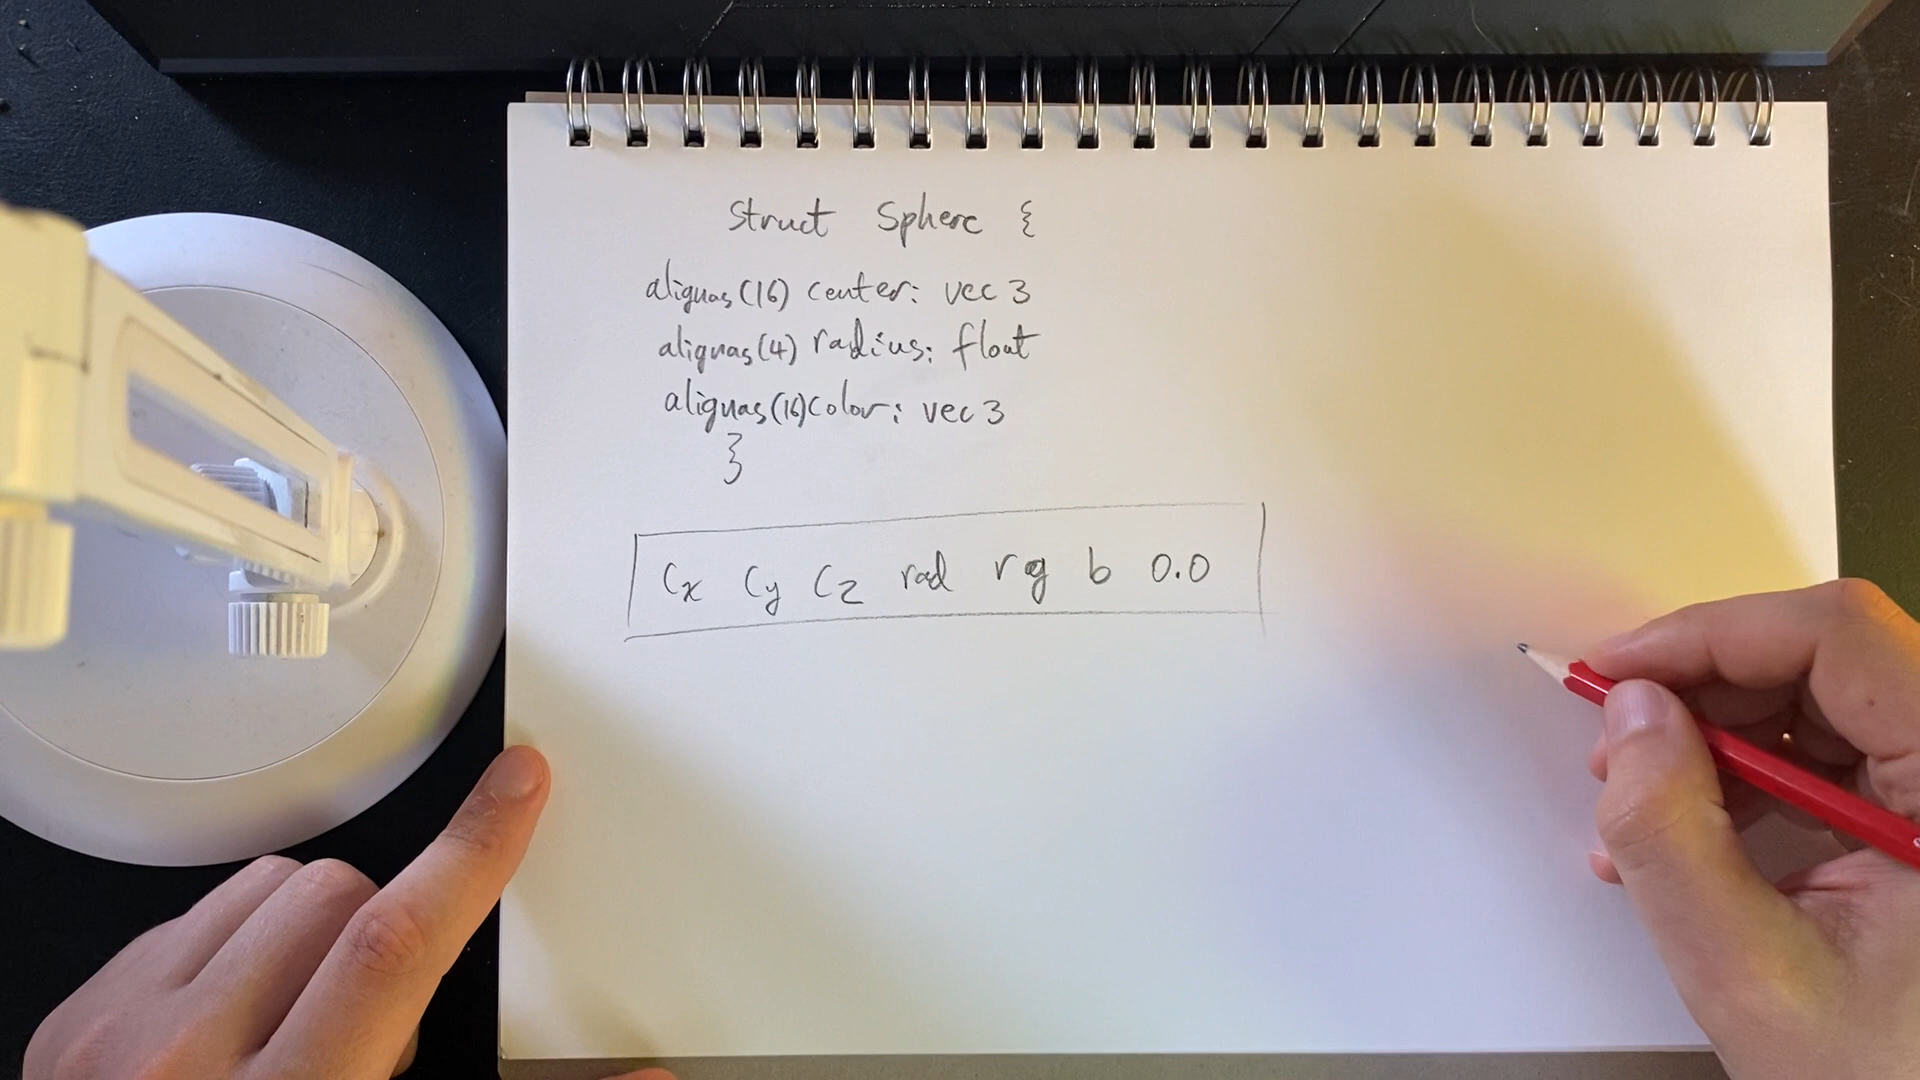 Struct Sphere {
alignas(16) center: vec3
alignas(4) radius: float
alignas(16) color: vec3
}
Cx Cy Cz rad r g b 0.0